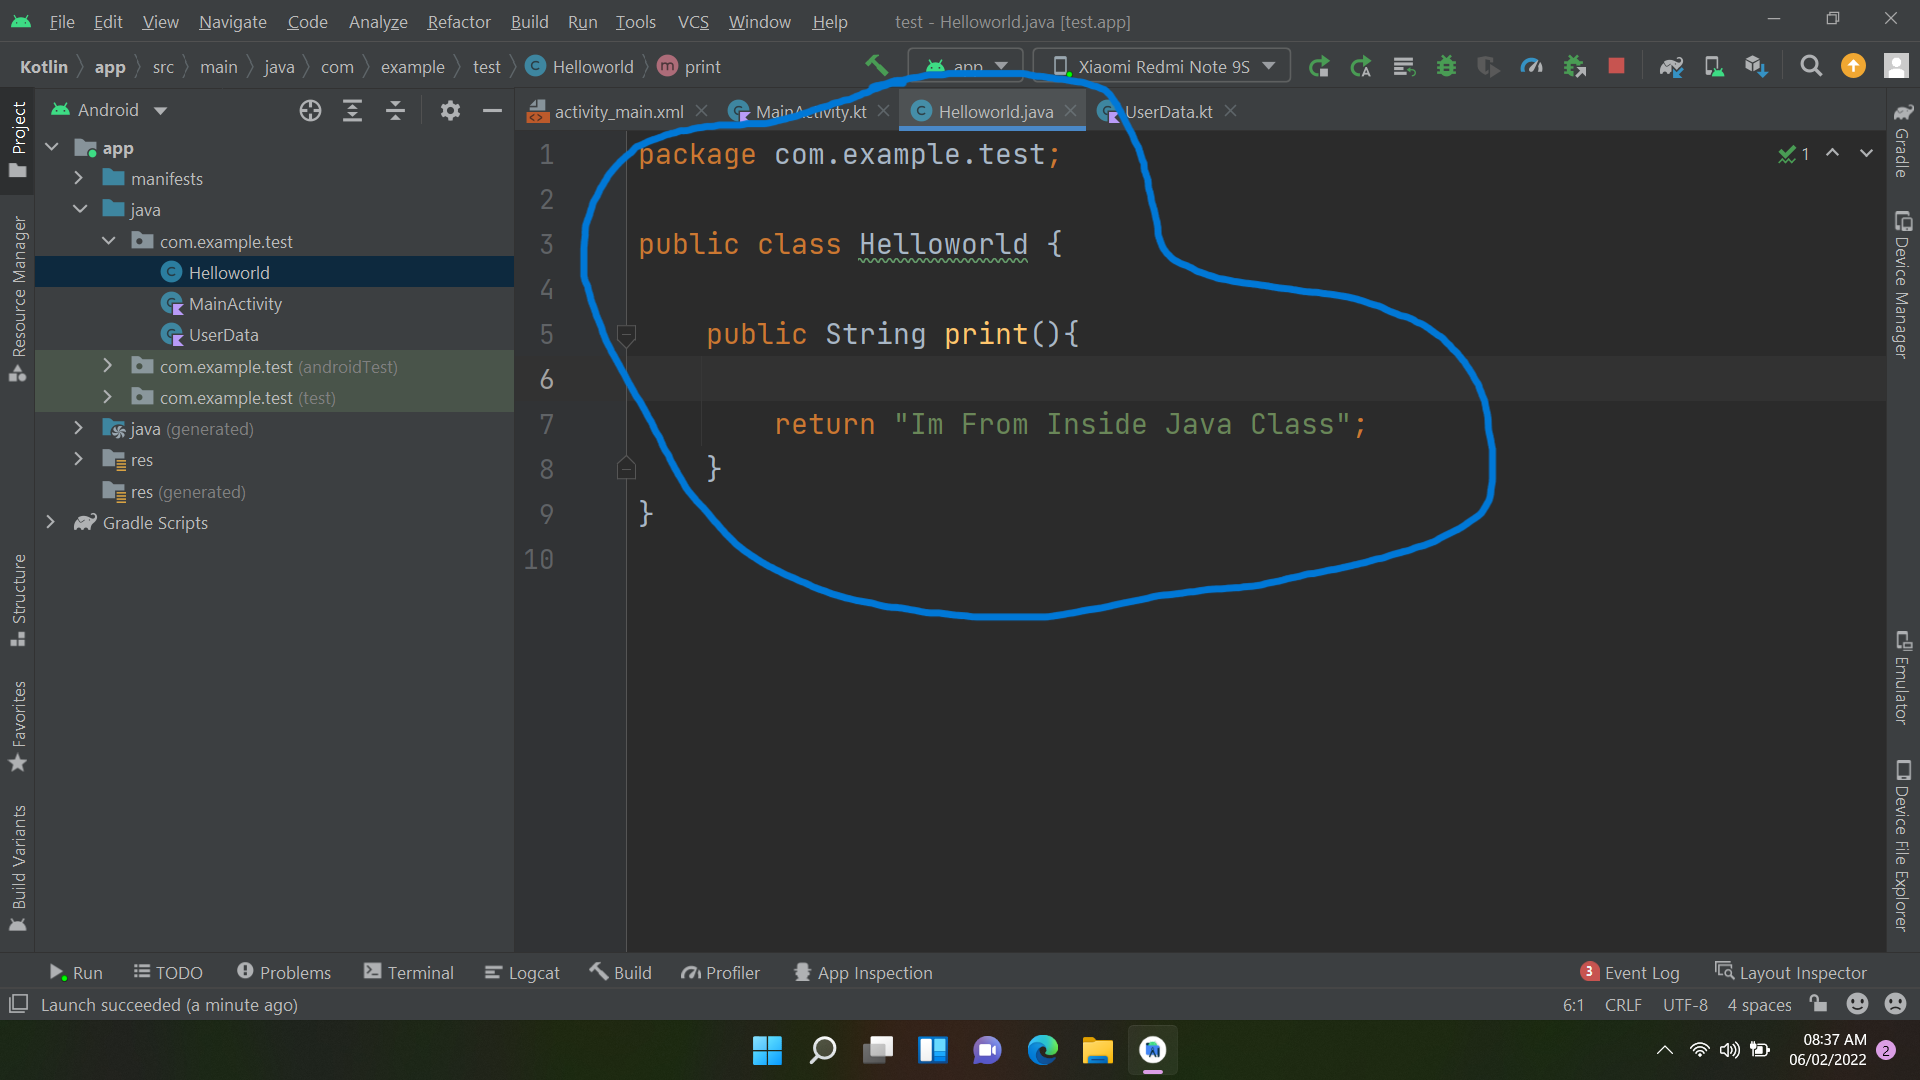 File Edit View Navigate Code Analyze Refactor Build Run Tools VCS Window Help test - Helloworld.java [test.app]
Kotlin app src main java com example test Helloworld print app Xiaomi Redmi Note 9S
Android
activity_main.xml MainActivity.kt Helloworld.java UserData.kt
Project
Resource Manager
Structure
Favorites
Build Variants
app
manifests
java
com.example.test
Helloworld
MainActivity
UserData
com.example.test (androidTest)
com.example.test (test)
java (generated)
res
res (generated)
Gradle Scripts
1 package com.example.test;
2
3 public class Helloworld {
4
5 public String print(){
6
7 return "Im From Inside Java Class";
8 }
9 }
10
1
Gradle
Device Manager
Emulator
Device File Explorer
Run TODO Problems Terminal Logcat Build Profiler App Inspection 3 Event Log Layout Inspector
Launch succeeded (a minute ago) 6:1 CRLF UTF-8 4 spaces
08:37 AM
06/02/2022 2